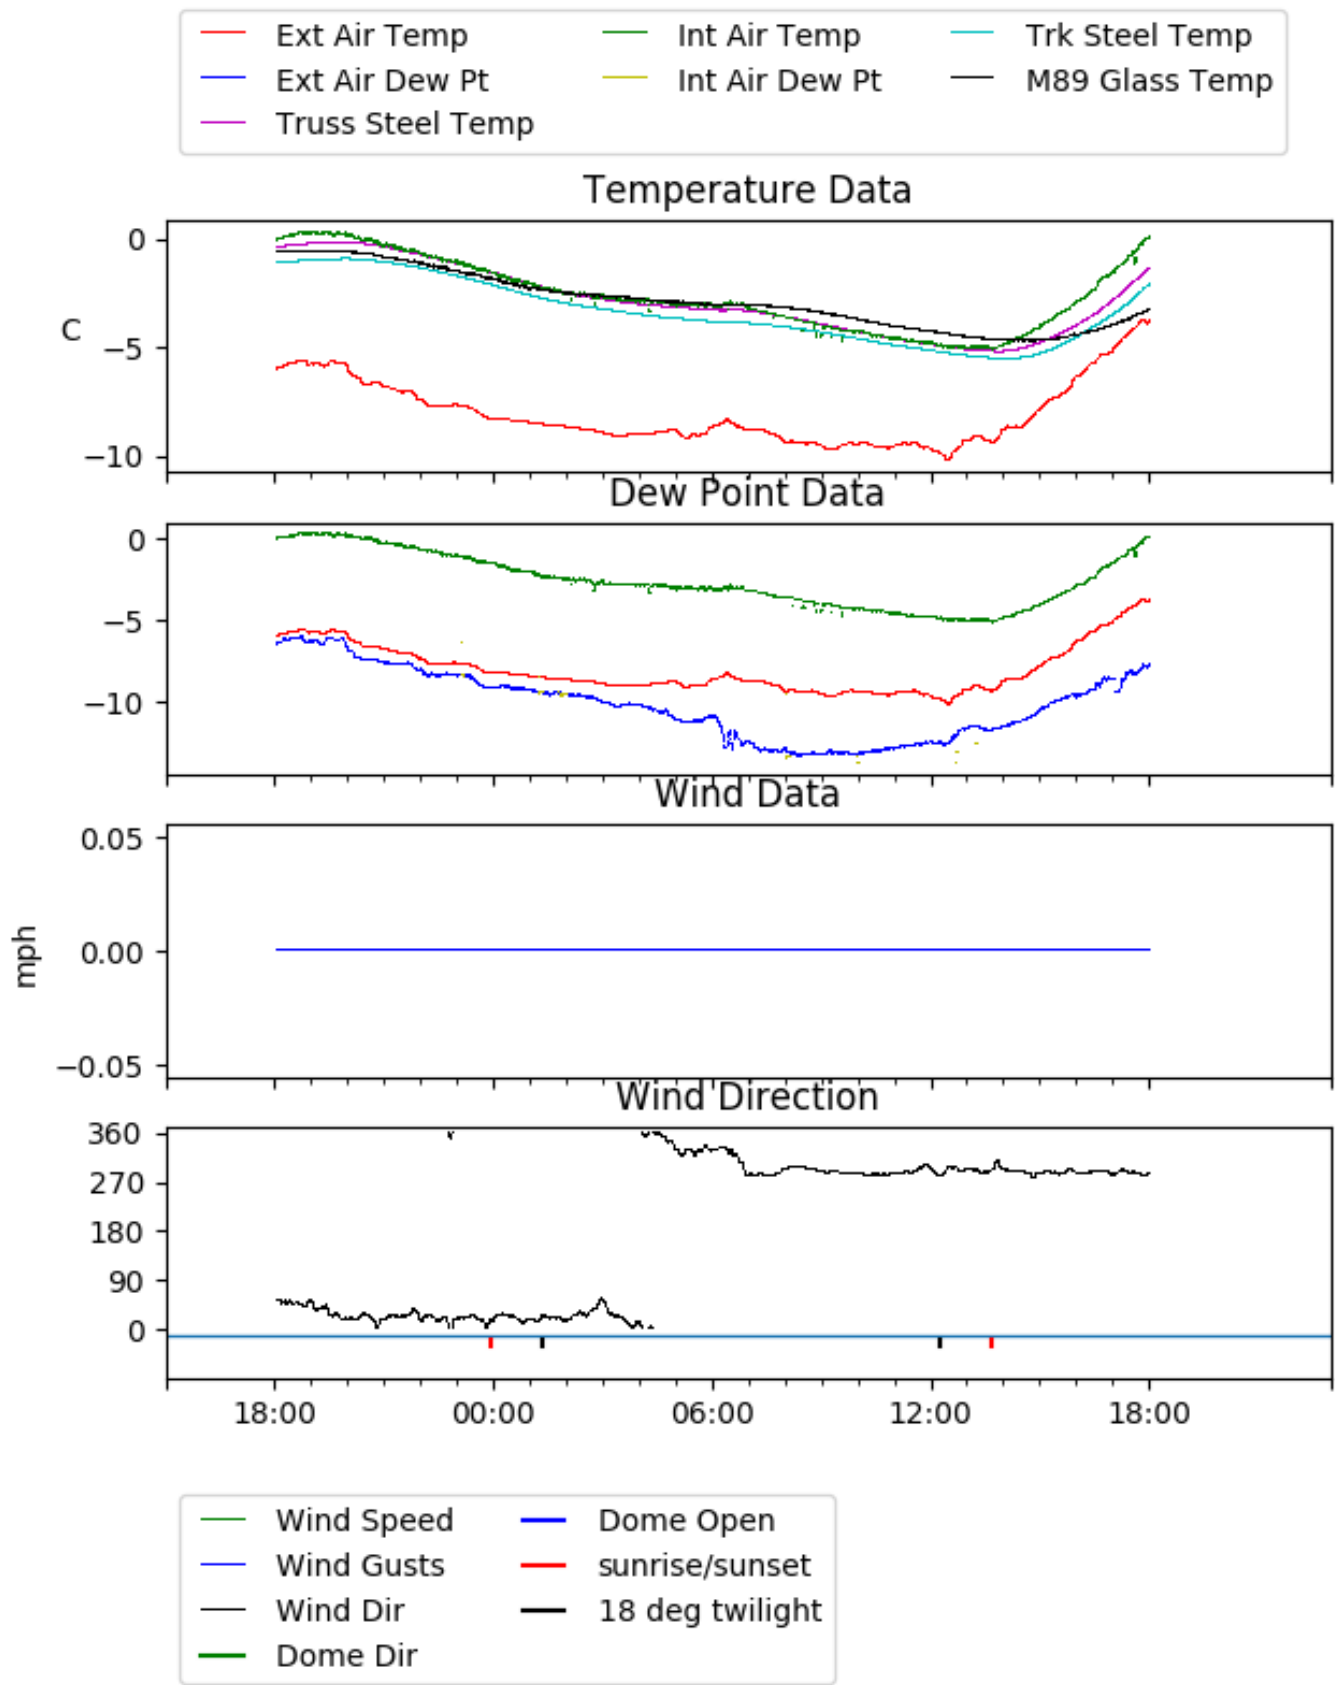 Ext Air Temp Int Air Temp Trk Steel Temp
Ext Air Dew Pt Int Air Dew Pt M89 Glass Temp
Truss Steel Temp
Temperature Data
0
C
−5
−10
Dew Point Data
0
−5
−10
Wind Data
0.05
mph
0.00
−0.05
Wind Direction
360
270
180
90
0
18:00 00:00 06:00 12:00 18:00
Wind Speed Dome Open
Wind Gusts sunrise/sunset
Wind Dir 18 deg twilight
Dome Dir